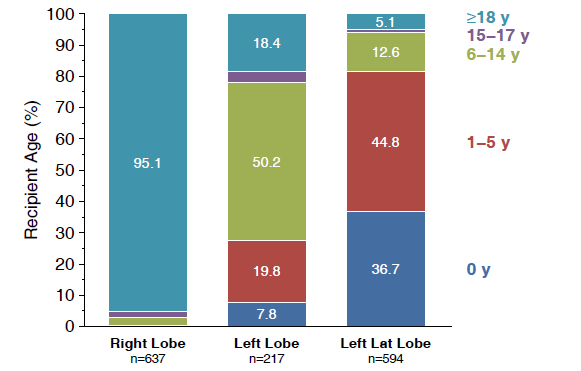 Recipient Age (%)
100
90
80
70
60
50
40
30
20
10
0
95.1
18.4
50.2
19.8
7.8
5.1
12.6
44.8
36.7
≥18 y
15–17 y
6–14 y
1–5 y
0 y
Right Lobe
n=637
Left Lobe
n=217
Left Lat Lobe
n=594